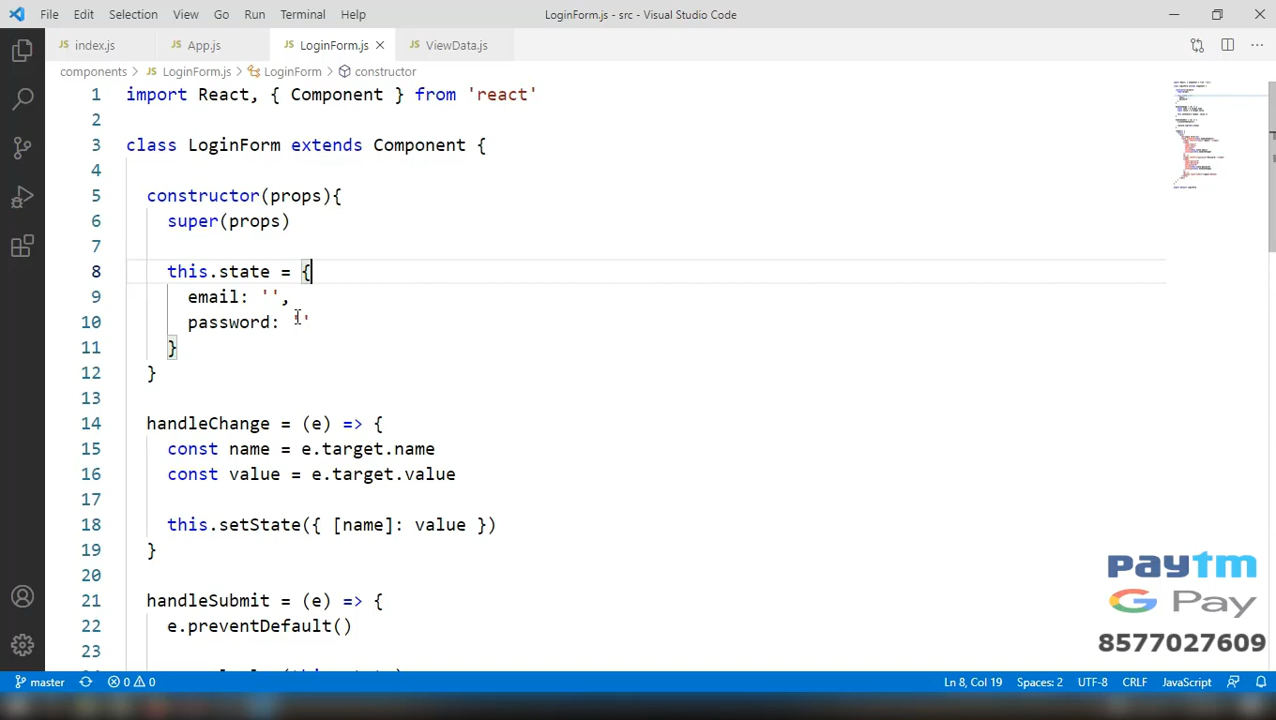 File Edit Selection View Go Run Terminal Help LoginForm.js - src - Visual Studio Code
JS index.js JS App.js JS LoginForm.js JS ViewData.js
components > JS LoginForm.js > LoginForm > constructor
1 import React, { Component } from 'react'
2
3 class LoginForm extends Component {
4
5 constructor(props){
6 super(props)
7
8 this.state = {
9 email: '',
10 password: ''
11 }
12 }
13
14 handleChange = (e) => {
15 const name = e.target.name
16 const value = e.target.value
17
18 this.setState({ [name]: value })
19 }
20
21 handleSubmit = (e) => {
22 e.preventDefault()
23
paytm
G Pay
8577027609
master 0 0 Ln 8, Col 19 Spaces: 2 UTF-8 CRLF JavaScript